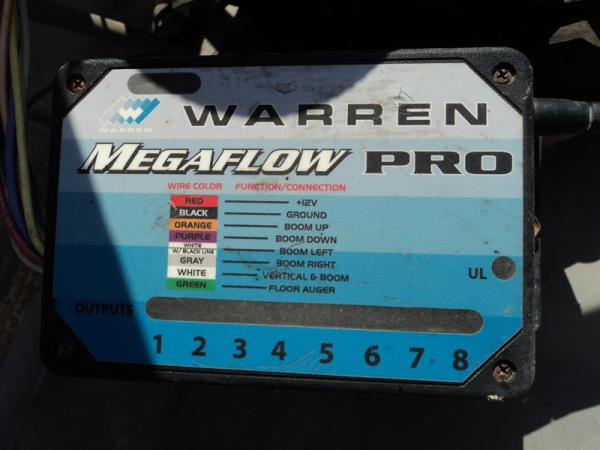 WARREN
WARREN
MEGAFLOW PRO
WIRE COLOR FUNCTION/CONNECTION
RED +12V
BLACK GROUND
ORANGE BOOM UP
PURPLE BOOM DOWN
WHITE W/ BLACK LINE BOOM LEFT
GRAY BOOM RIGHT
WHITE VERTICAL & BOOM
GREEN FLOOR AUGER
UL
OUTPUTS
1 2 3 4 5 6 7 8